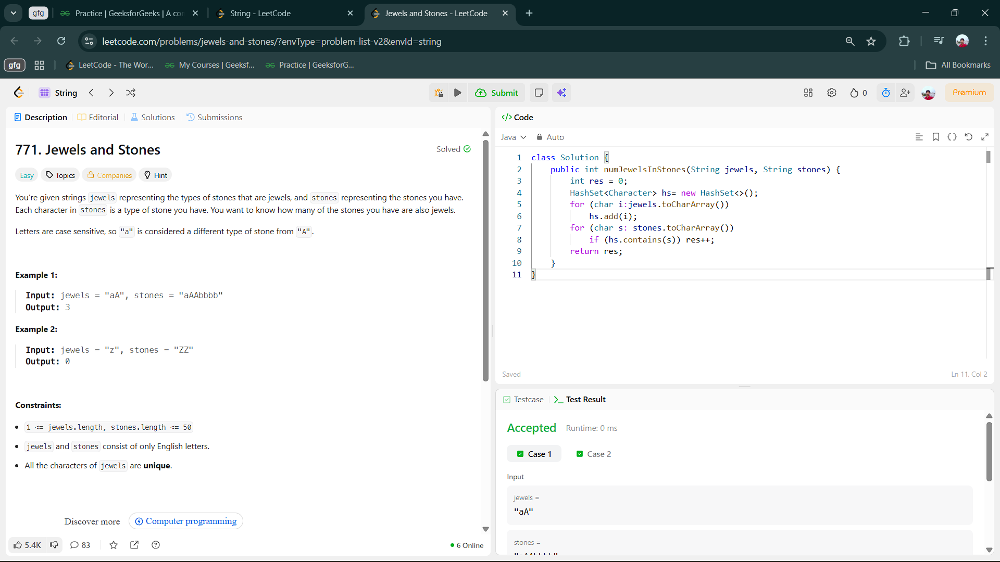 gfg
Practice | GeeksforGeeks | A cor
String - LeetCode
Jewels and Stones - LeetCode
leetcode.com/problems/jewels-and-stones/?envType=problem-list-v2&envId=string
gfg
LeetCode - The Wor...
My Courses | Geeksf...
Practice | GeeksforG...
All Bookmarks
String
Submit
0
Premium
Description
Editorial
Solutions
Submissions
771. Jewels and Stones
Solved
Easy
Topics
Companies
Hint
You're given strings jewels representing the types of stones that are jewels, and stones representing the stones you have.
Each character in stones is a type of stone you have. You want to know how many of the stones you have are also jewels.
Letters are case sensitive, so "a" is considered a different type of stone from "A".
Example 1:
Input: jewels = "aA", stones = "aAAbbbb"
Output: 3
Example 2:
Input: jewels = "z", stones = "ZZ"
Output: 0
Constraints:
• 1 <= jewels.length, stones.length <= 50
• jewels and stones consist of only English letters.
• All the characters of jewels are unique.
Discover more
Computer programming
5.4K
83
6 Online
</> Code
Java
Auto
1 class Solution {
2 public int numJewelsInStones(String jewels, String stones) {
3 int res = 0;
4 HashSet<Character> hs= new HashSet<>();
5 for (char i:jewels.toCharArray())
6 hs.add(i);
7 for (char s: stones.toCharArray())
8 if (hs.contains(s)) res++;
9 return res;
10 }
11 }
Saved
Ln 11, Col 2
Testcase
Test Result
Accepted
Runtime: 0 ms
Case 1
Case 2
Input
jewels =
"aA"
stones =
"aAAbbbb"